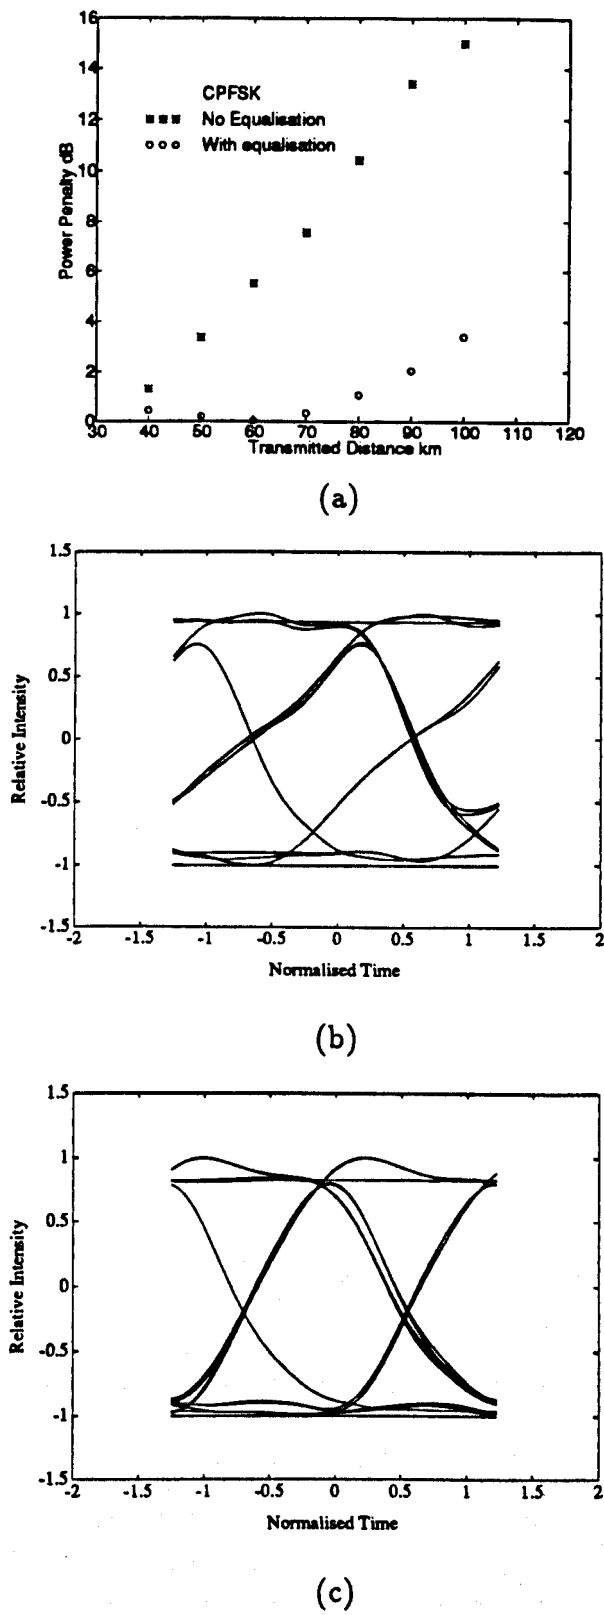 16
14
12
10
8
6
4
2
0
Power Penalty dB
CPFSK
No Equalisation
With equalisation
30 40 50 60 70 80 90 100 110 120
Transmitted Distance km
(a)
1.5
1
0.5
0
-0.5
-1
-1.5
Relative Intensity
-2 -1.5 -1 -0.5 0 0.5 1 1.5 2
Normalised Time
(b)
1.5
1
0.5
0
-0.5
-1
-1.5
Relative Intensity
-2 -1.5 -1 -0.5 0 0.5 1 1.5 2
Normalised Time
(c)